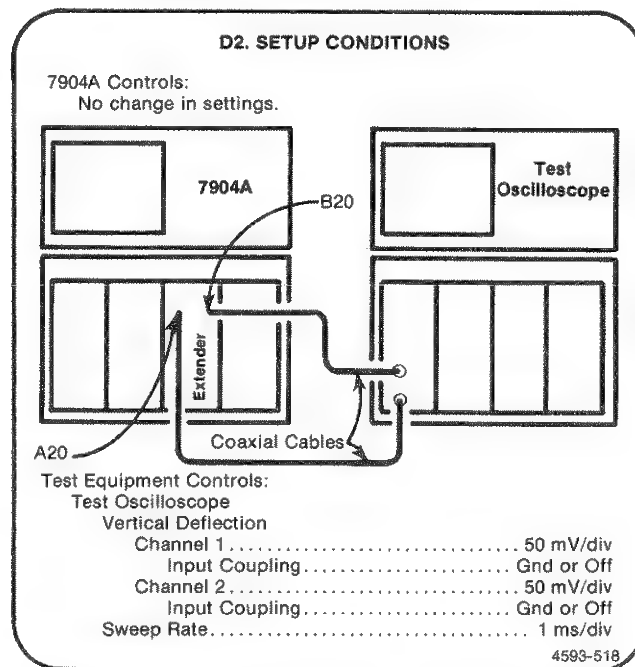 D2. SETUP CONDITIONS
7904A Controls:
No change in settings.
7904A
B20
Test
Oscilloscope
Extender
A20
Coaxial Cables
Test Equipment Controls:
Test Oscilloscope
Vertical Deflection
Channel 1.............................. 50 mV/div
Input Coupling.................... Gnd or Off
Channel 2.............................. 50 mV/div
Input Coupling.................... Gnd or Off
Sweep Rate................................ 1 ms/div
4593-518